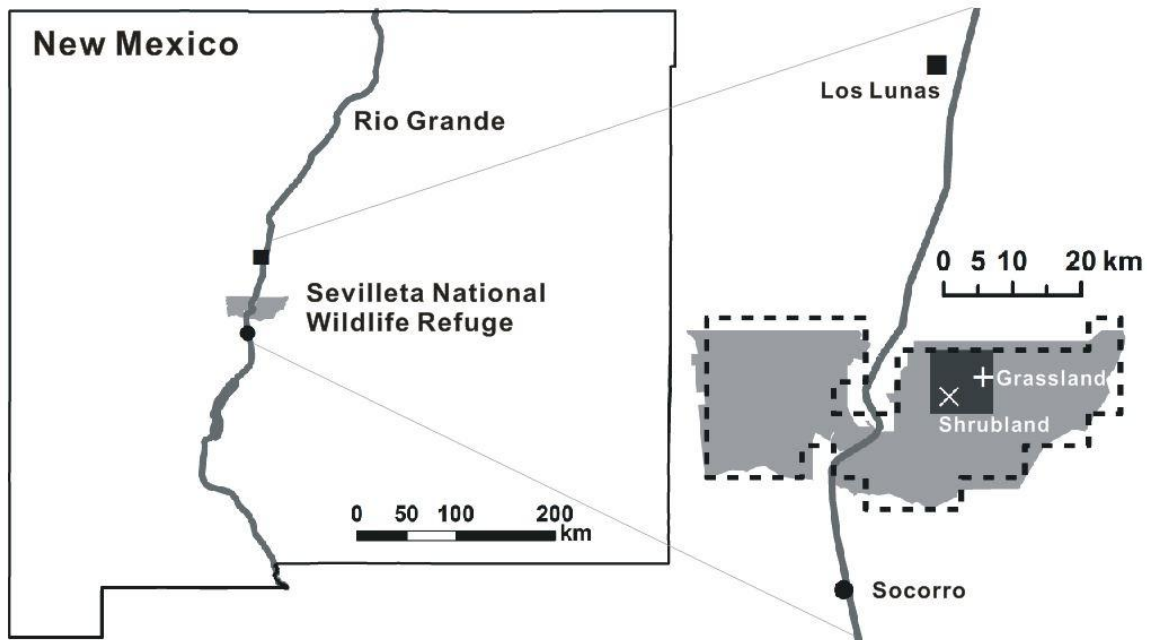 New Mexico
Rio Grande
Sevilleta National
Wildlife Refuge
0 50 100 200
km
Los Lunas
0 5 10 20 km
Grassland
Shrubland
Socorro